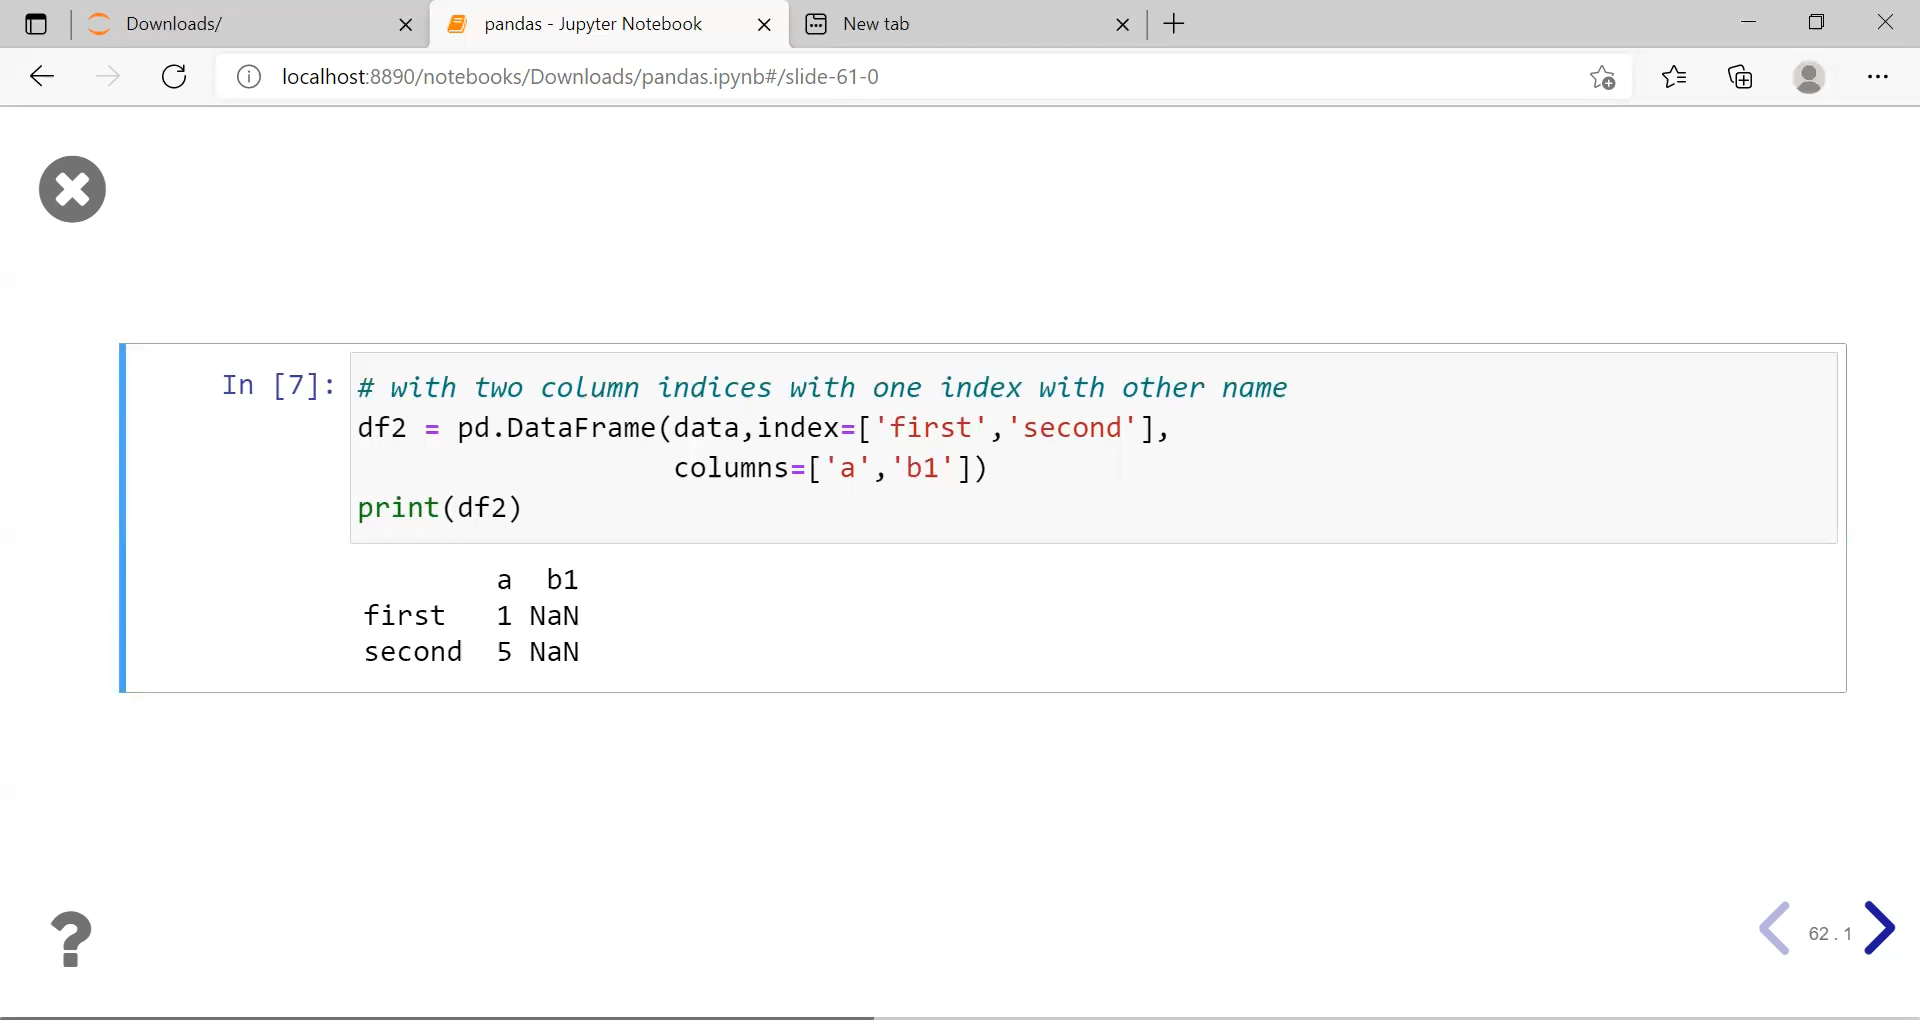 Downloads/
pandas - Jupyter Notebook
New tab
localhost:8890/notebooks/Downloads/pandas.ipynb#/slide-61-0
In [7]:
# with two column indices with one index with other name
df2 = pd.DataFrame(data,index=['first','second'],
columns=['a','b1'])
print(df2)
a b1
first 1 NaN
second 5 NaN
62 . 1